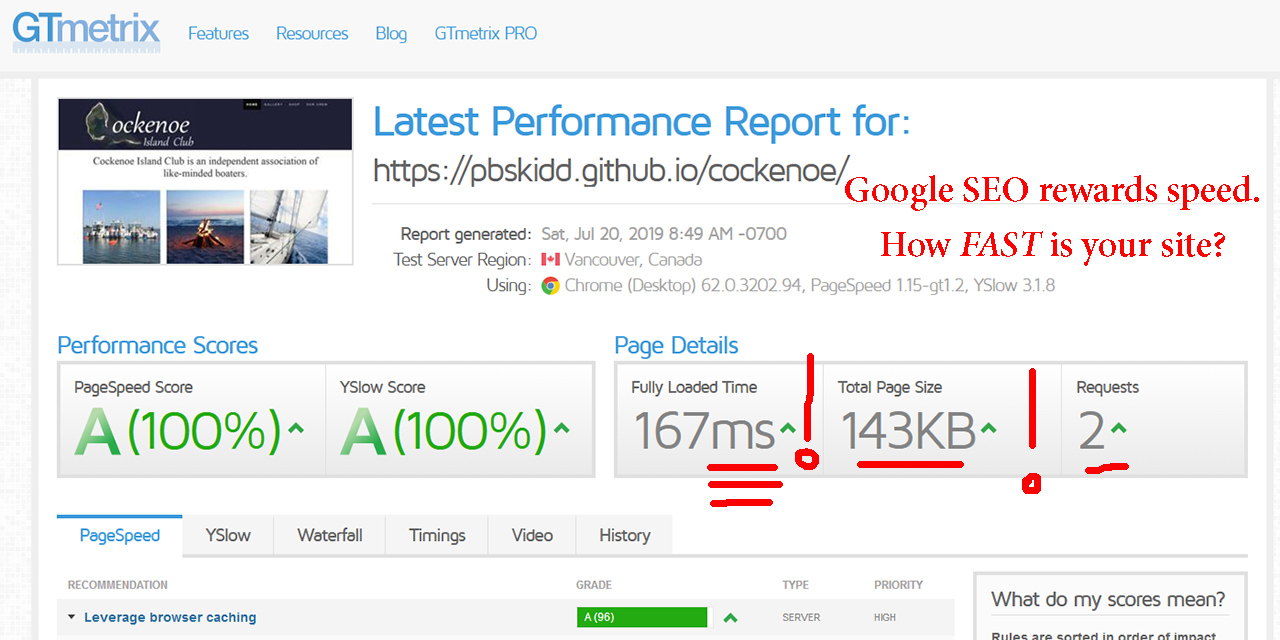 GTmetrix
Features Resources Blog GTmetrix PRO
HOME GALLERY SHOP OUR CREW
ockenoe
Island Club
Cockenoe Island Club is an independent association of
like-minded boaters.
Latest Performance Report for:
https://pbskidd.github.io/cockenoe/
Google SEO rewards speed.
How FAST is your site?
Report generated: Sat, Jul 20, 2019 8:49 AM -0700
Test Server Region: Vancouver, Canada
Using: Chrome (Desktop) 62.0.3202.94, PageSpeed 1.15-gt1.2, YSlow 3.1.8
Performance Scores
PageSpeed Score YSlow Score
A (100%) A (100%)
Page Details
Fully Loaded Time Total Page Size Requests
167ms ! 143KB ! 2
PageSpeed YSlow Waterfall Timings Video History
RECOMMENDATION GRADE TYPE PRIORITY
Leverage browser caching A (96) SERVER HIGH
What do my scores mean?
Rules are sorted in order of impact